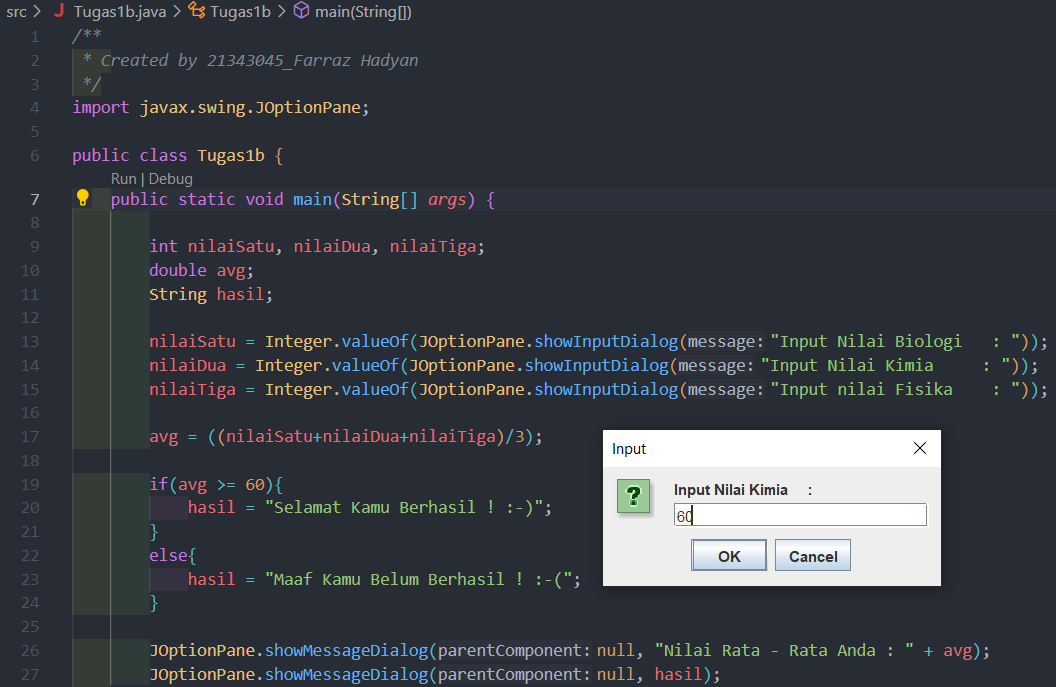 src > J Tugas1b.java > Tugas1b > main(String[])
1 /**
2 * Created by 21343045_Farraz Hadyan
3 */
4 import javax.swing.JOptionPane;
5
6 public class Tugas1b {
Run | Debug
7 public static void main(String[] args) {
8
9 int nilaiSatu, nilaiDua, nilaiTiga;
10 double avg;
11 String hasil;
12
13 nilaiSatu = Integer.valueOf(JOptionPane.showInputDialog(message: "Input Nilai Biologi   : "));
14 nilaiDua = Integer.valueOf(JOptionPane.showInputDialog(message: "Input Nilai Kimia     : "));
15 nilaiTiga = Integer.valueOf(JOptionPane.showInputDialog(message: "Input nilai Fisika    : "));
16
17 avg = ((nilaiSatu+nilaiDua+nilaiTiga)/3);
18
19 if(avg >= 60){
20 hasil = "Selamat Kamu Berhasil ! :-)";
21 }
22 else{
23 hasil = "Maaf Kamu Belum Berhasil ! :-(";
24 }
25
26 JOptionPane.showMessageDialog(parentComponent: null, "Nilai Rata - Rata Anda : " + avg);
27 JOptionPane.showMessageDialog(parentComponent: null, hasil);
Input
?
Input Nilai Kimia     :
60
OK Cancel